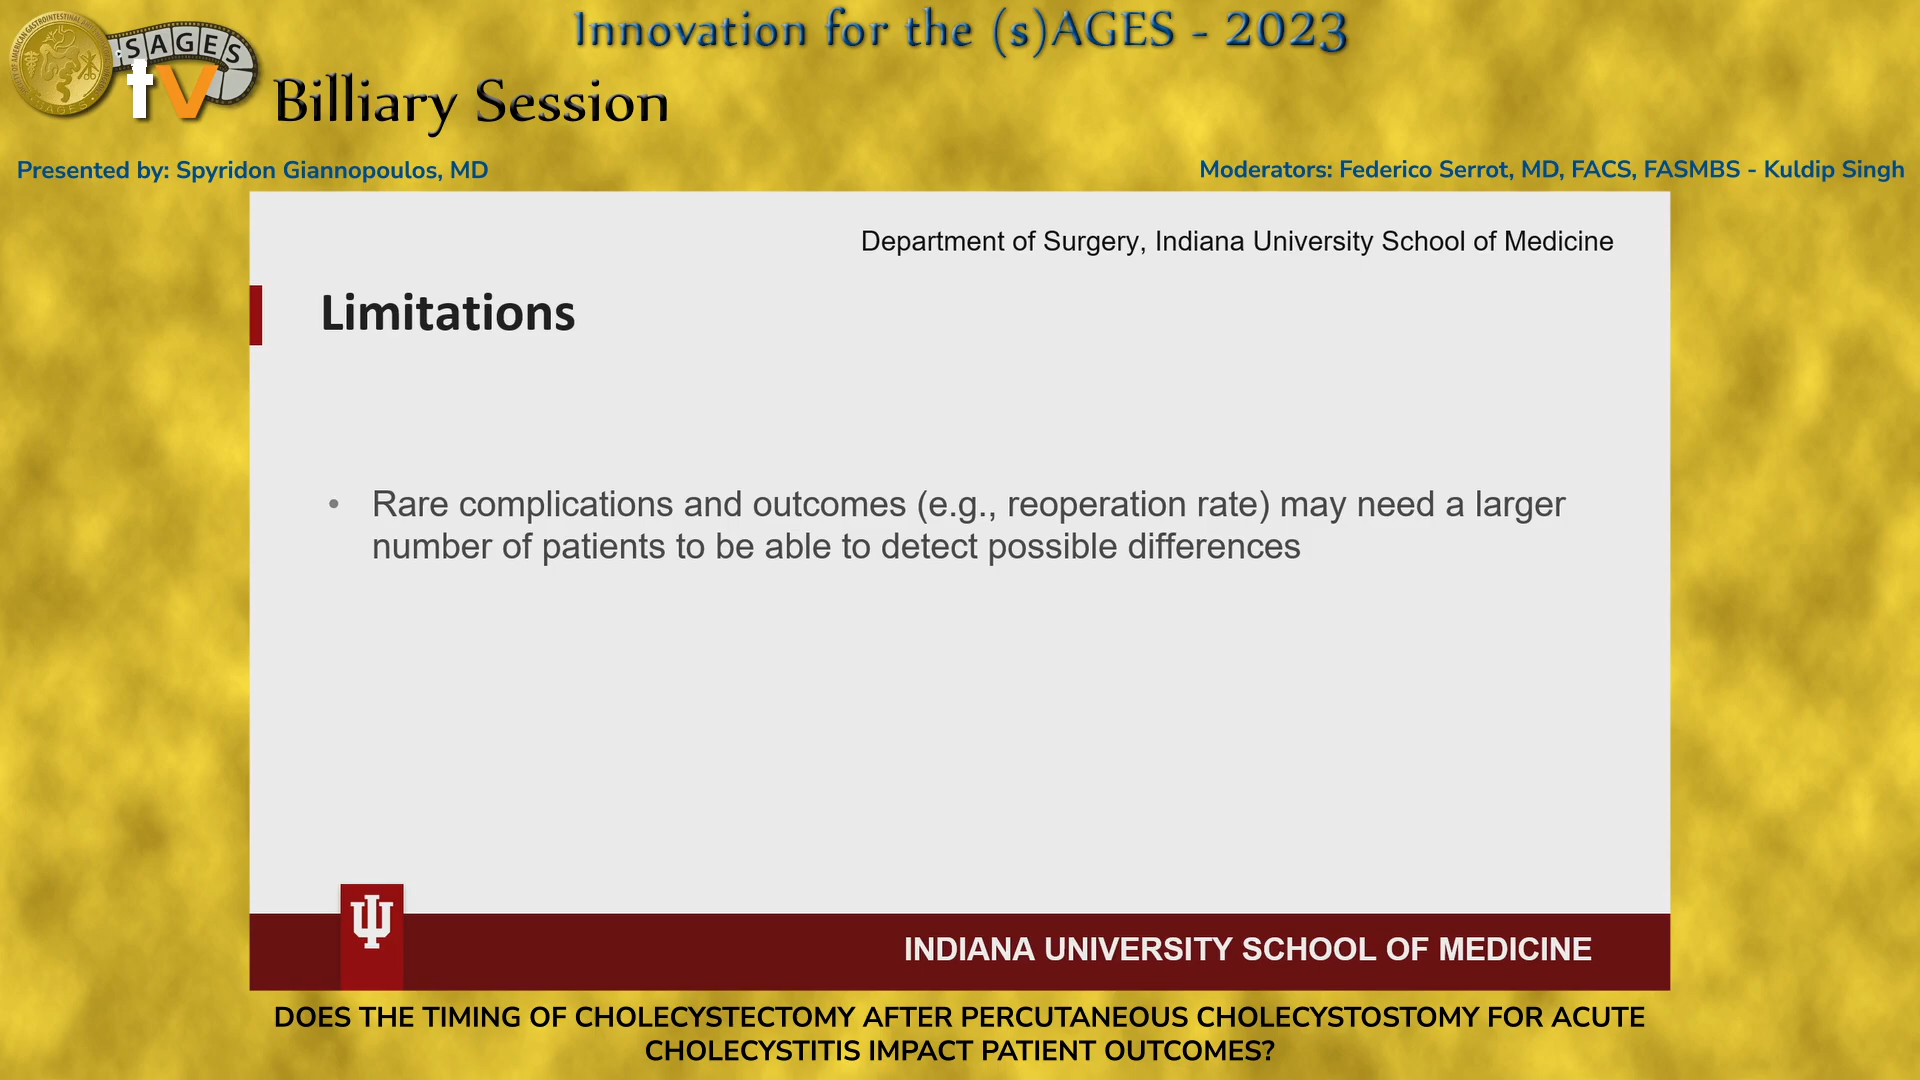 Innovation for the (s)AGES - 2023
SAGES
tv
Billiary Session
Presented by: Spyridon Giannopoulos, MD
Moderators: Federico Serrot, MD, FACS, FASMBS - Kuldip Singh
Department of Surgery, Indiana University School of Medicine
Limitations
• Rare complications and outcomes (e.g., reoperation rate) may need a larger
number of patients to be able to detect possible differences
INDIANA UNIVERSITY SCHOOL OF MEDICINE
DOES THE TIMING OF CHOLECYSTECTOMY AFTER PERCUTANEOUS CHOLECYSTOSTOMY FOR ACUTE
CHOLECYSTITIS IMPACT PATIENT OUTCOMES?